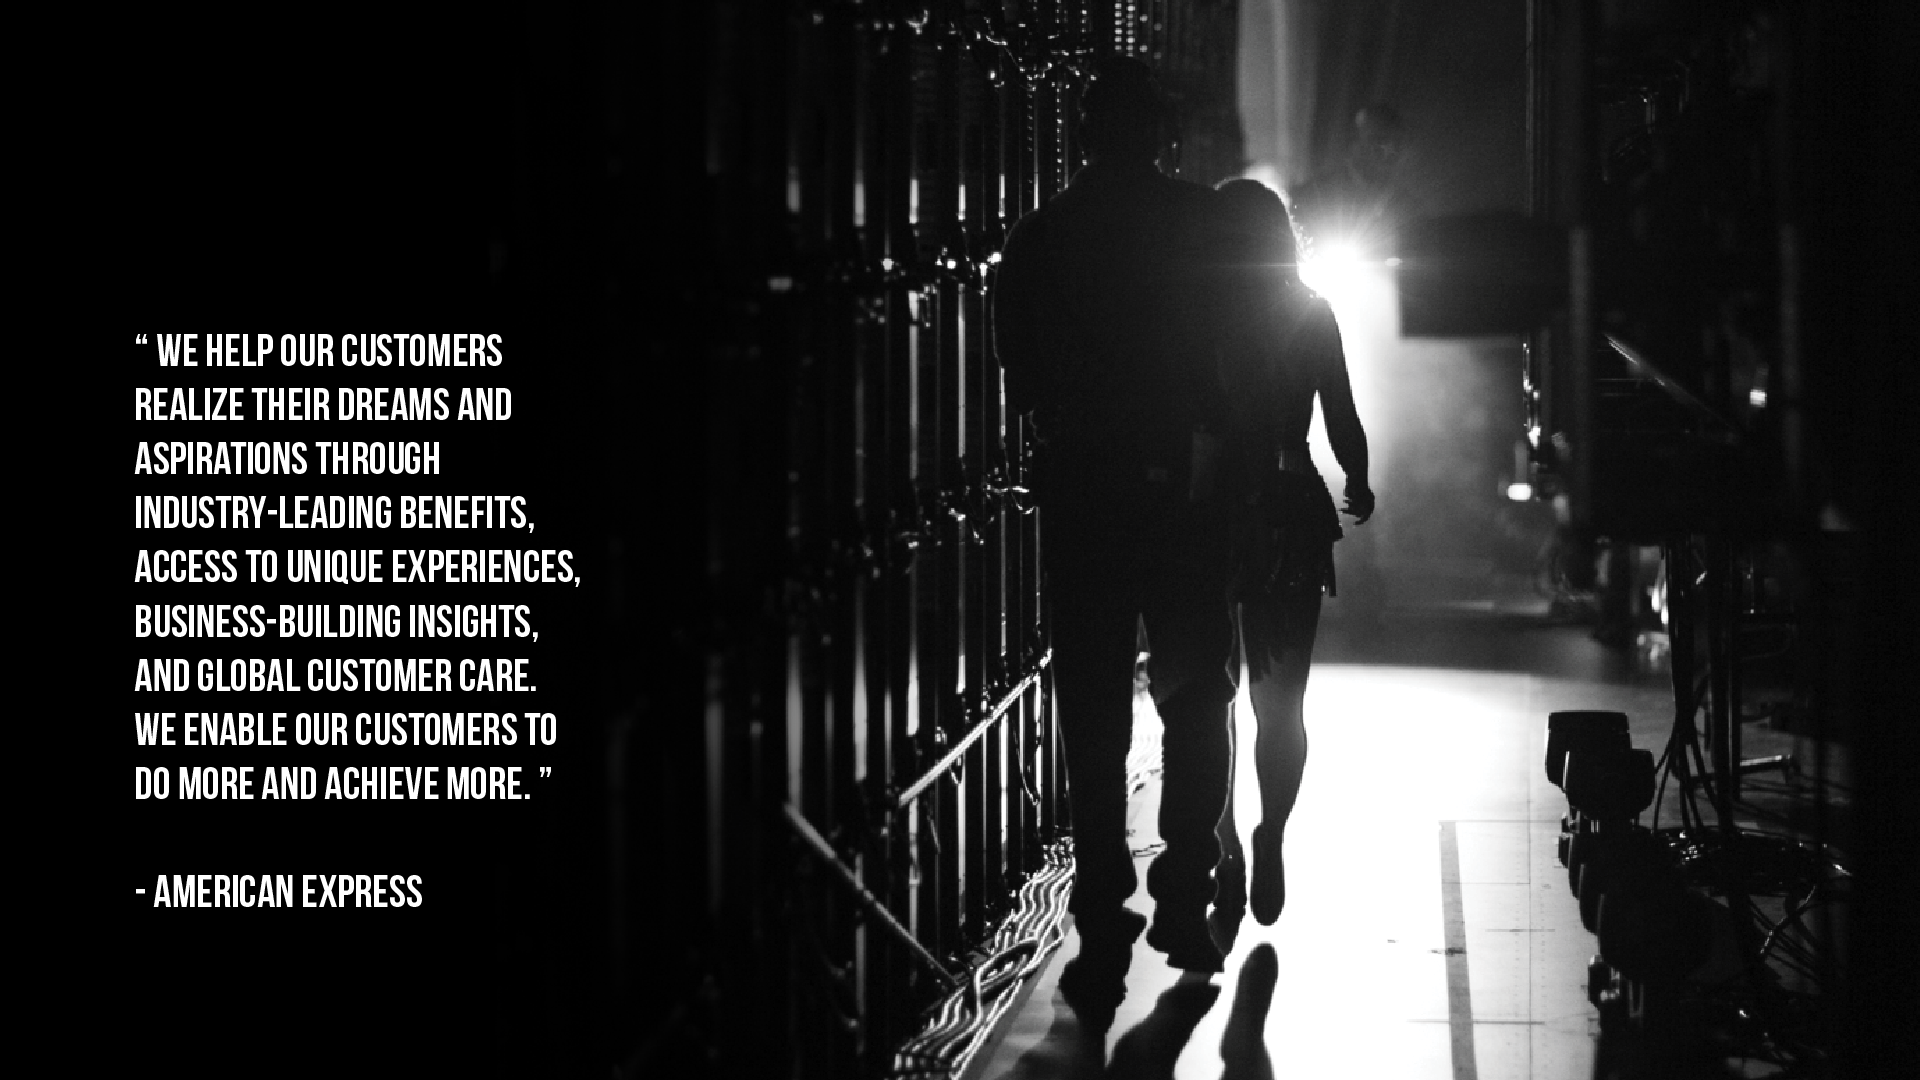 “ WE HELP OUR CUSTOMERS
REALIZE THEIR DREAMS AND
ASPIRATIONS THROUGH
INDUSTRY-LEADING BENEFITS,
ACCESS TO UNIQUE EXPERIENCES,
BUSINESS-BUILDING INSIGHTS,
AND GLOBAL CUSTOMER CARE.
WE ENABLE OUR CUSTOMERS TO
DO MORE AND ACHIEVE MORE. ”
- AMERICAN EXPRESS